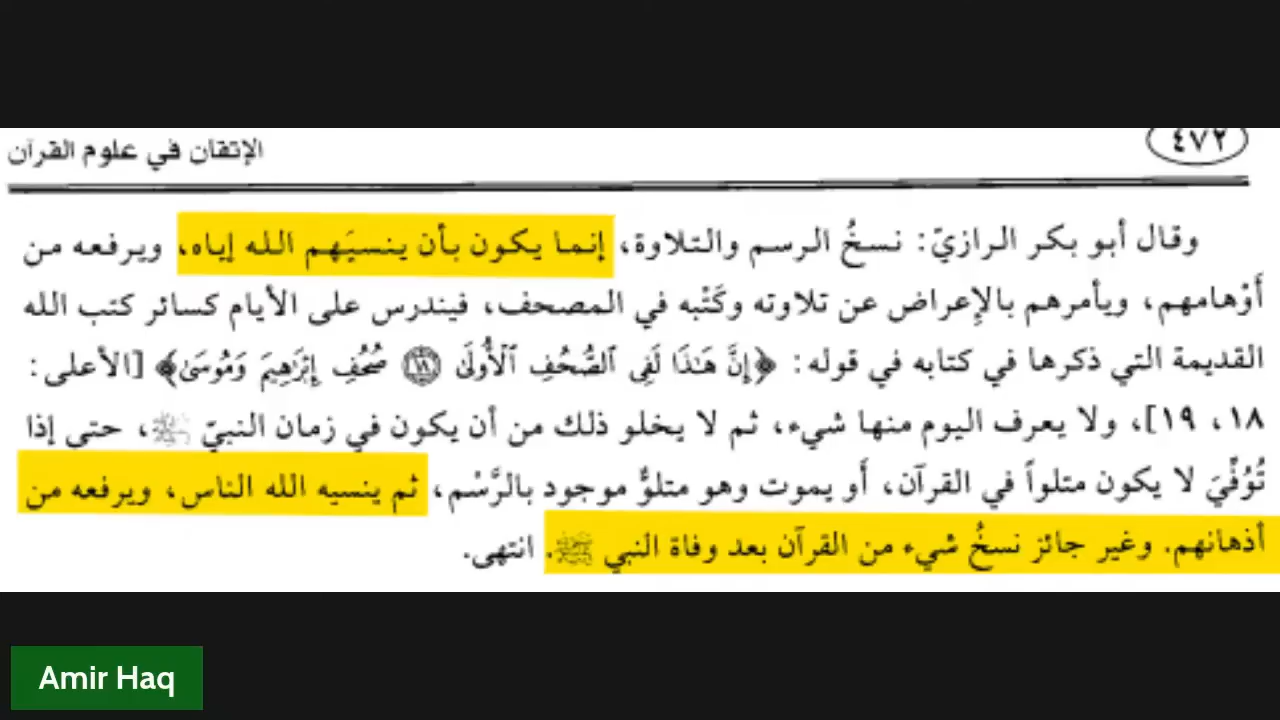 ٤٧٢
الإتقان في علوم القرآن
وقال أبو بكر الرازيّ: نسخُ الرسم والتلاوة، إنما يكون بأن ينسيَهم الله إياه، ويرفعه من
أَوْهامهم، ويأمرهم بالإِعراض عن تلاوته وكَتْبه في المصحف، فيندرس على الأيام كسائر كتب الله
القديمة التي ذكرها في كتابه في قوله: ﴿إِنَّ هَٰذَا لَفِى ٱلصُّحُفِ ٱلْأُولَىٰ ١٨ صُحُفِ إِبْرَٰهِيمَ وَمُوسَىٰ﴾ [الأعلى:
١٨، ١٩]، ولا يعرف اليوم منها شيء، ثم لا يخلو ذلك من أن يكون في زمان النبيّ ﷺ، حتى إذا
تُوُفِّيَ لا يكون متلواً في القرآن، أَو يموت وهو متلوٌّ موجود بالرَّسْم، ثم ينسيه الله الناس، ويرفعه من
أذهانهم. وغير جائز نسخُ شيء من القرآن بعد وفاة النبي ﷺ. انتهى.
Amir Haq